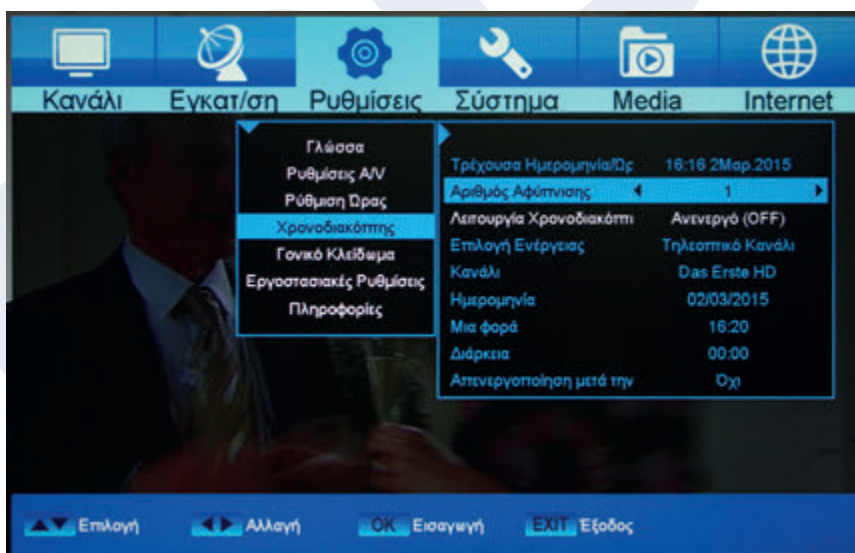 Κανάλι Εγκατ/ση Ρυθμίσεις Σύστημα Media Internet
Γλώσσα
Ρυθμίσεις A/V
Ρύθμιση Ώρας
Χρονοδιακόπτης
Γονικό Κλείδωμα
Εργοστασιακές Ρυθμίσεις
Πληροφορίες
Τρέχουσα Ημερομηνία/Ώρ 16:16 2Μαρ.2015
Αριθμός Αφύπνισης 1
Λειτουργία Χρονοδιακόπτι Ανενεργό (OFF)
Επιλογή Ενέργειας Τηλεοπτικό Κανάλι
Κανάλι Das Erste HD
Ημερομηνία 02/03/2015
Μια φορά 16:20
Διάρκεια 00:00
Απενεργοποίηση μετά την Όχι
Επιλογή Αλλαγή OK Εισαγωγή EXIT Έξοδος